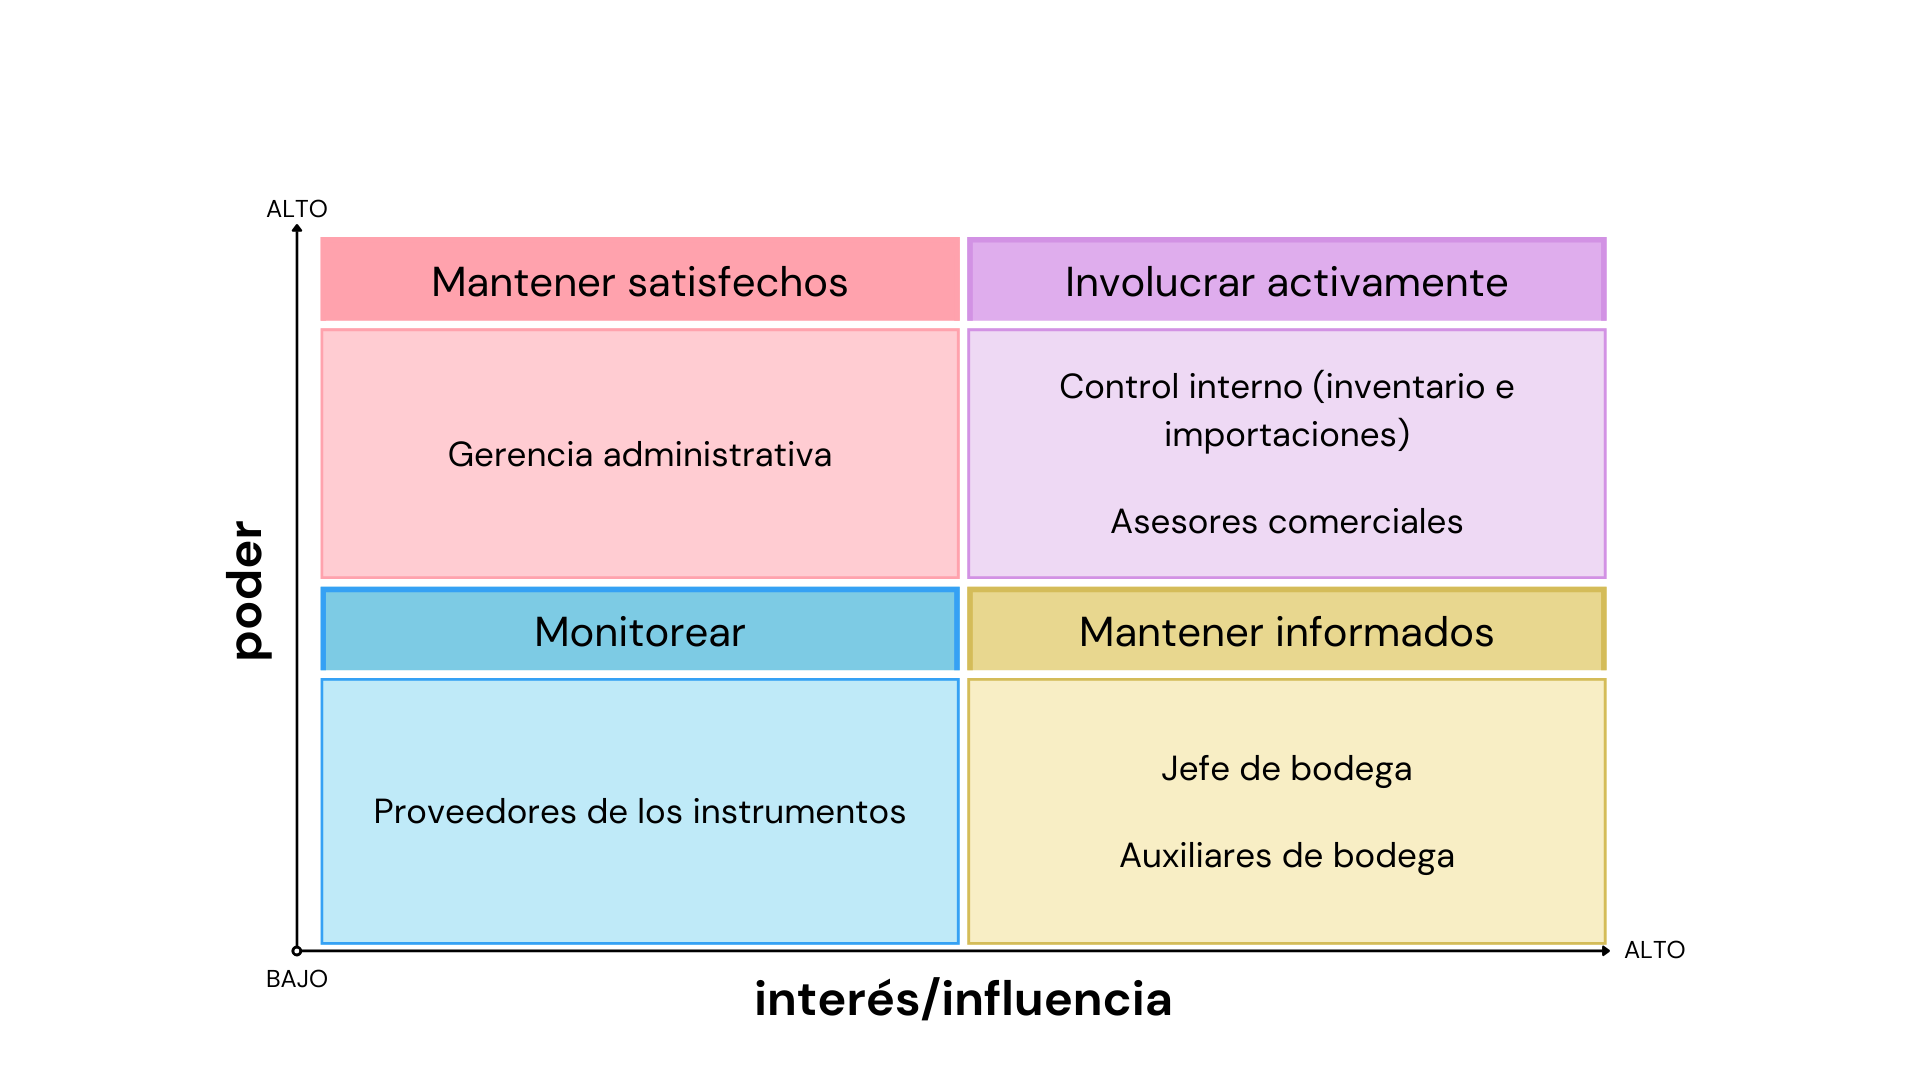 ALTO
Mantener satisfechos
Involucrar activamente
Gerencia administrativa
Control interno (inventario e
importaciones)
Asesores comerciales
poder
Monitorear
Mantener informados
Proveedores de los instrumentos
Jefe de bodega
Auxiliares de bodega
ALTO
BAJO
interés/influencia